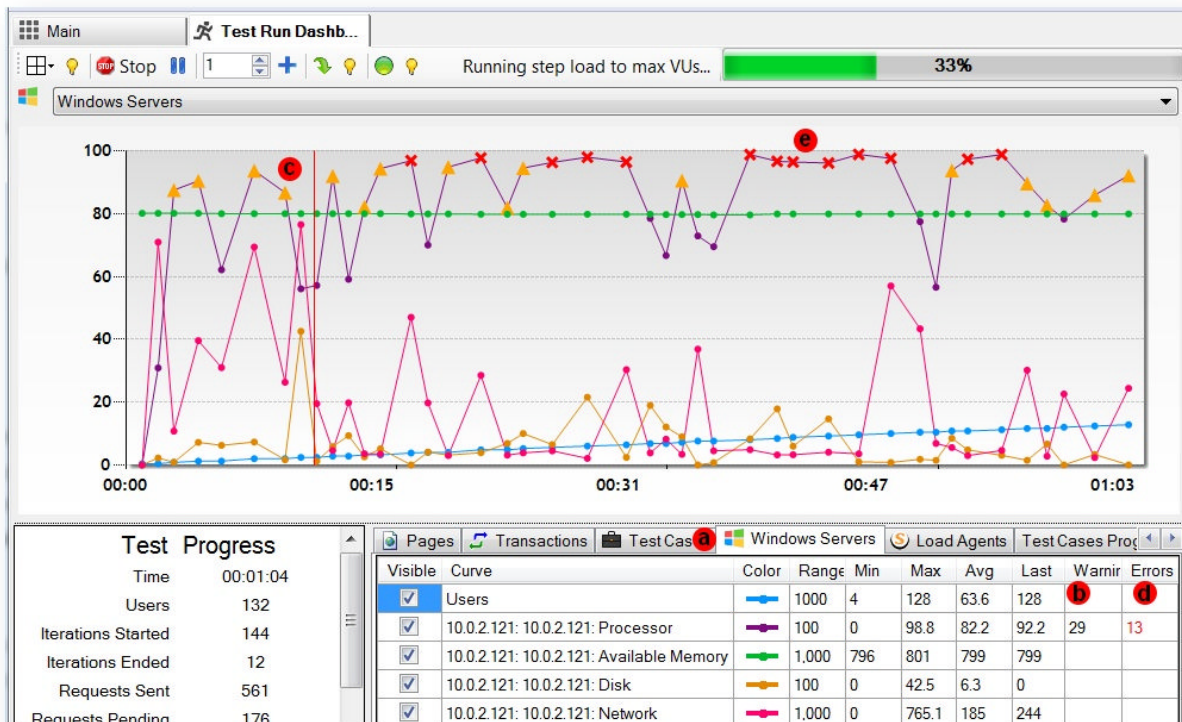 Main
Test Run Dashb...
STOP Stop
1
Running step load to max VUs...
33%
Windows Servers
100
80
60
40
20
0
c
e
00:00 00:15 00:31 00:47 01:03
Test Progress
Time 00:01:04
Users 132
Iterations Started 144
Iterations Ended 12
Requests Sent 561
Requests Pending 176
Pages Transactions Test Cas a Windows Servers Load Agents Test Cases Prog
Visible Curve Color Range Min Max Avg Last Warnir Errors
Users 1000 4 128 63.6 128 b d
10.0.2.121: 10.0.2.121: Processor 100 0 98.8 82.2 92.2 29 13
10.0.2.121: 10.0.2.121: Available Memory 1,000 796 801 799 799
10.0.2.121: 10.0.2.121: Disk 100 0 42.5 6.3 0
10.0.2.121: 10.0.2.121: Network 1,000 0 765.1 185 244